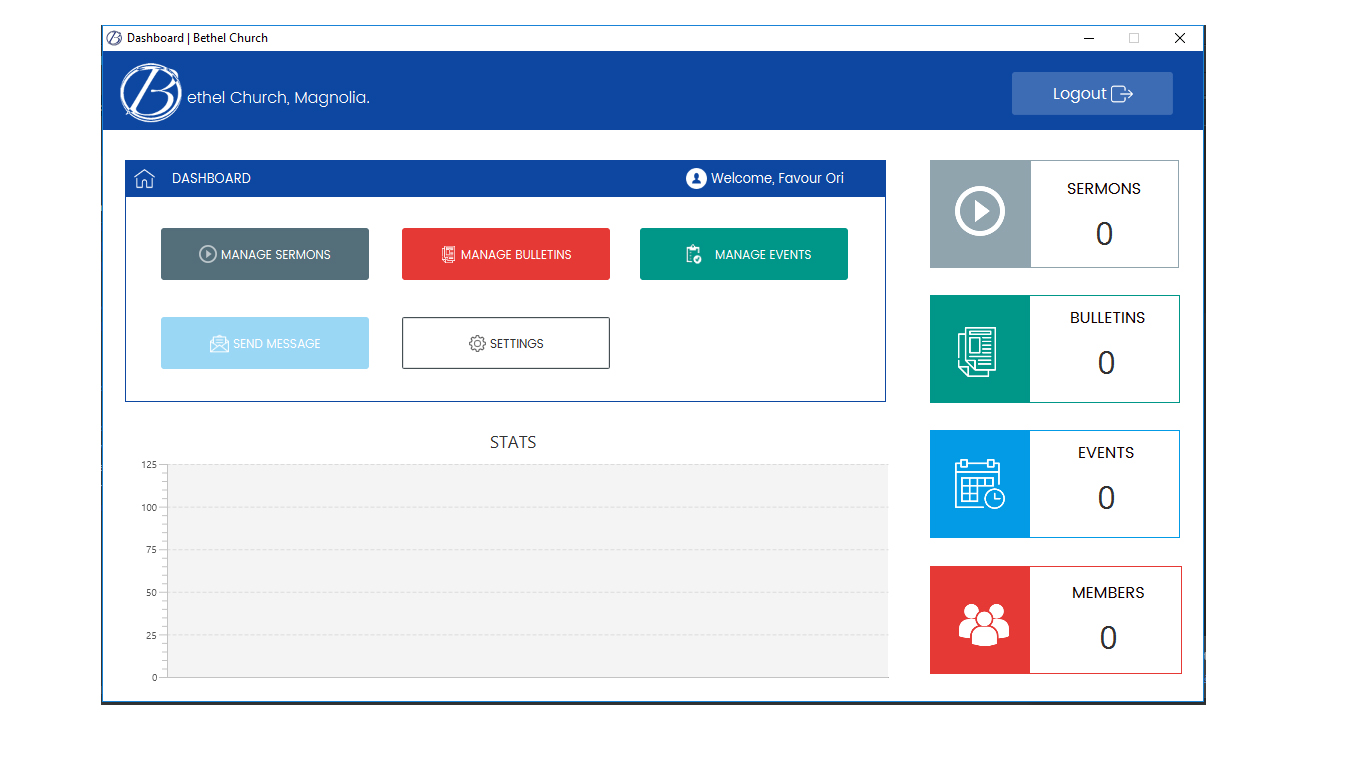 Dashboard | Bethel Church
Bethel Church, Magnolia.
Logout
DASHBOARD
Welcome, Favour Ori
MANAGE SERMONS
MANAGE BULLETINS
MANAGE EVENTS
SEND MESSAGE
SETTINGS
STATS
125
100
75
50
25
0
SERMONS
0
BULLETINS
0
EVENTS
0
MEMBERS
0